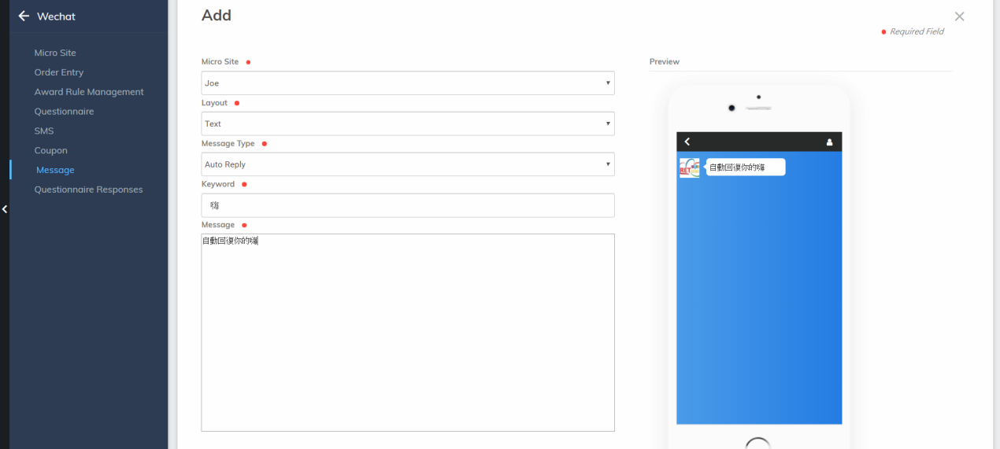 Wechat
Micro Site
Order Entry
Award Rule Management
Questionnaire
SMS
Coupon
Message
Questionnaire Responses
Add
Required Field
Micro Site
Joe
Layout
Text
Message Type
Auto Reply
Keyword
嗨
Message
自動回復你的嗨
Preview
RET
自動回復你的嗨